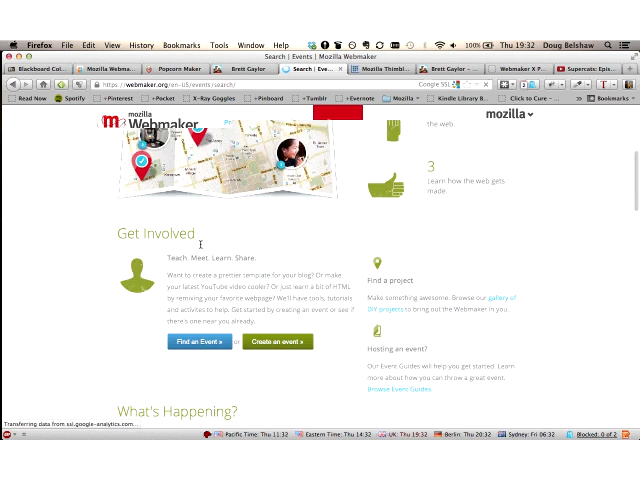 Firefox File Edit View History Bookmarks Tools Window Help 100% Thu 19:32 Doug Belshaw
Search | Events | Mozilla Webmaker
Blackboard Col... Mozilla Webma... Popcorn Maker Brett Gaylor Search | Eve... Mozilla Thimbl... Brett Gaylor ... Webmaker X P... Supercats: Episo...
https://webmaker.org/en-US/events/search/
Google SSL
Read Now Spotify +Pinterest +Pocket X-Ray Goggles +Pinboard +Tumblr +Evernote Mozilla Kindle Library B... Click to Cure – ... Bookmarks
mozilla
Webmaker
mozilla
the web.
3
Learn how the web gets
made.
Get Involved
Teach. Meet. Learn. Share.
Want to create a prettier template for your blog? Or make
your latest YouTube video cooler? Or just learn a bit of HTML
by remixing your favorite webpage? We'll have tools, tutorials
and activites to help. Get started by creating an event or see if
there's one near you already.
Find an Event » or Create an event »
Find a project
Make something awesome. Browse our gallery of
DIY projects to bring out the Webmaker in you.
Hosting an event?
Our Event Guides will help you get started. Learn
more about how you can throw a great event.
Browse Event Guides
What's Happening?
Transferring data from ssl.google-analytics.com...
Pacific Time: Thu 11:32 Eastern Time: Thu 14:32 UK: Thu 19:32 Berlin: Thu 20:32 Sydney: Fri 06:32 Blocked: 0 of 2